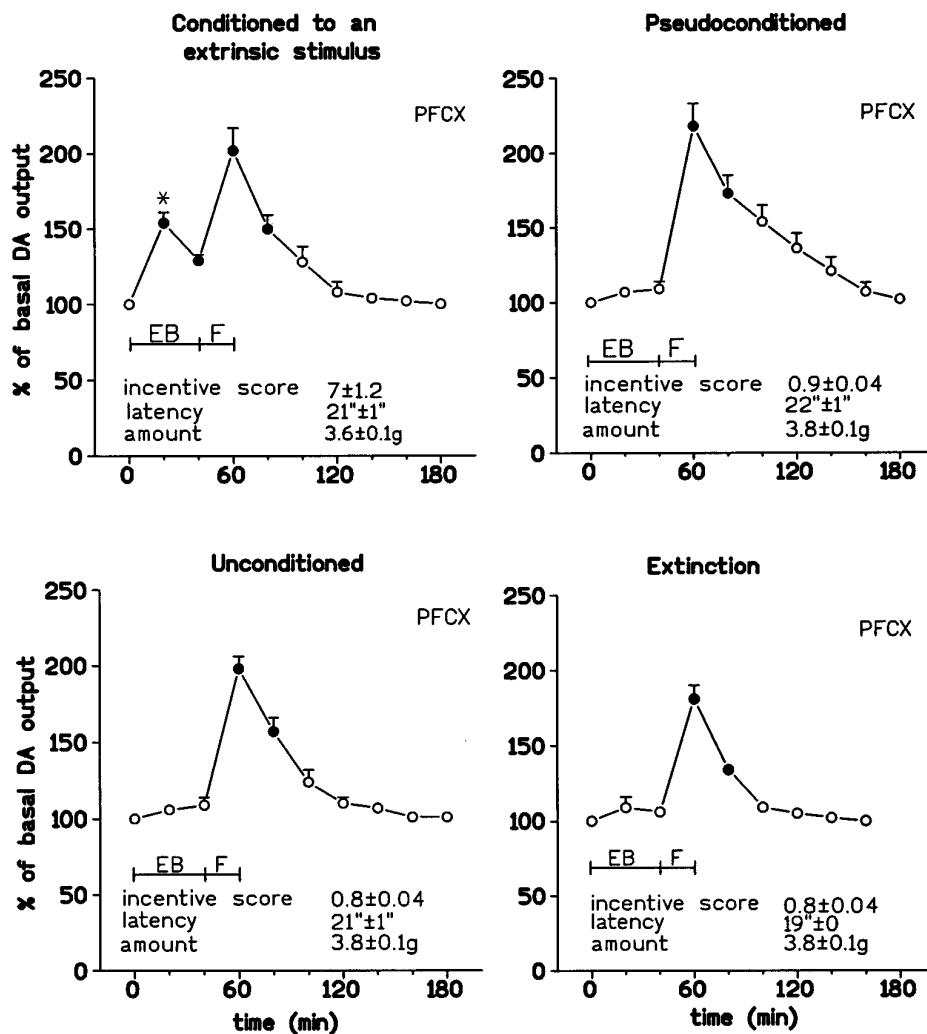 Conditioned to an
extrinsic stimulus
250
200
150
100
50
0
% of basal DA output
PFCX
*
EB F
incentive score 7±1.2
latency 21"±1"
amount 3.6±0.1g
0 60 120 180
Pseudoconditioned
250
200
150
100
50
0
PFCX
EB F
incentive score 0.9±0.04
latency 22"±1"
amount 3.8±0.1g
0 60 120 180
Unconditioned
250
200
150
100
50
0
% of basal DA output
PFCX
EB F
incentive score 0.8±0.04
latency 21"±1"
amount 3.8±0.1g
0 60 120 180
time (min)
Extinction
250
200
150
100
50
0
PFCX
EB F
incentive score 0.8±0.04
latency 19"±0
amount 3.8±0.1g
0 60 120 180
time (min)